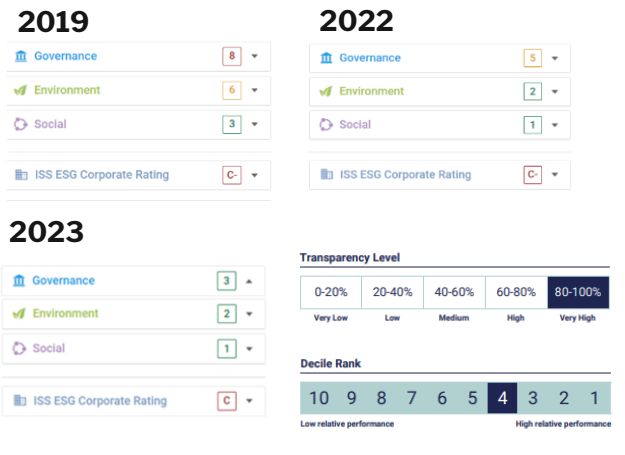 2019
Governance 8
Environment 6
Social 3
ISS ESG Corporate Rating C-
2022
Governance 5
Environment 2
Social 1
ISS ESG Corporate Rating C-
2023
Governance 3
Environment 2
Social 1
ISS ESG Corporate Rating C
Transparency Level
0-20% 20-40% 40-60% 60-80% 80-100%
Very Low Low Medium High Very High
Decile Rank
10 9 8 7 6 5 4 3 2 1
Low relative performance High relative performance